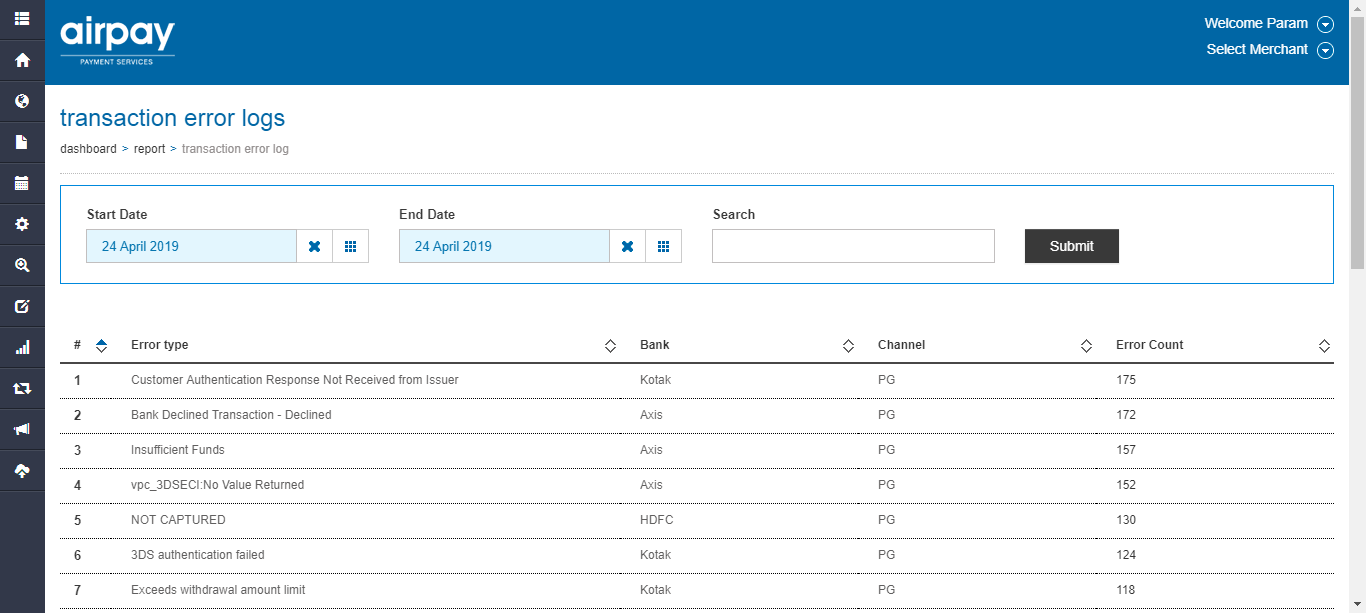 airpay
PAYMENT SERVICES
Welcome Param
Select Merchant
transaction error logs
dashboard > report > transaction error log
Start Date End Date Search
24 April 2019 24 April 2019 Submit
# Error type Bank Channel Error Count
1 Customer Authentication Response Not Received from Issuer Kotak PG 175
2 Bank Declined Transaction - Declined Axis PG 172
3 Insufficient Funds Axis PG 157
4 vpc_3DSECI:No Value Returned Axis PG 152
5 NOT CAPTURED HDFC PG 130
6 3DS authentication failed Kotak PG 124
7 Exceeds withdrawal amount limit Kotak PG 118